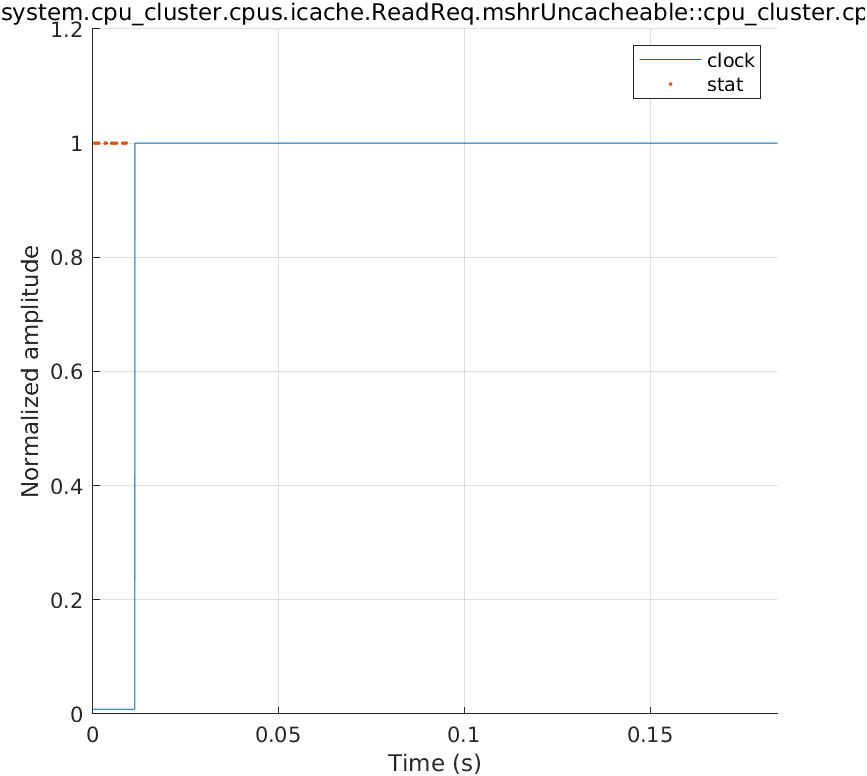 system.cpu_cluster.cpus.icache.ReadReq.mshrUncacheable::cpu_cluster.cp
clock
stat
1.2
1
0.8
0.6
0.4
0.2
0
Normalized amplitude
0
0.05
0.1
0.15
Time (s)